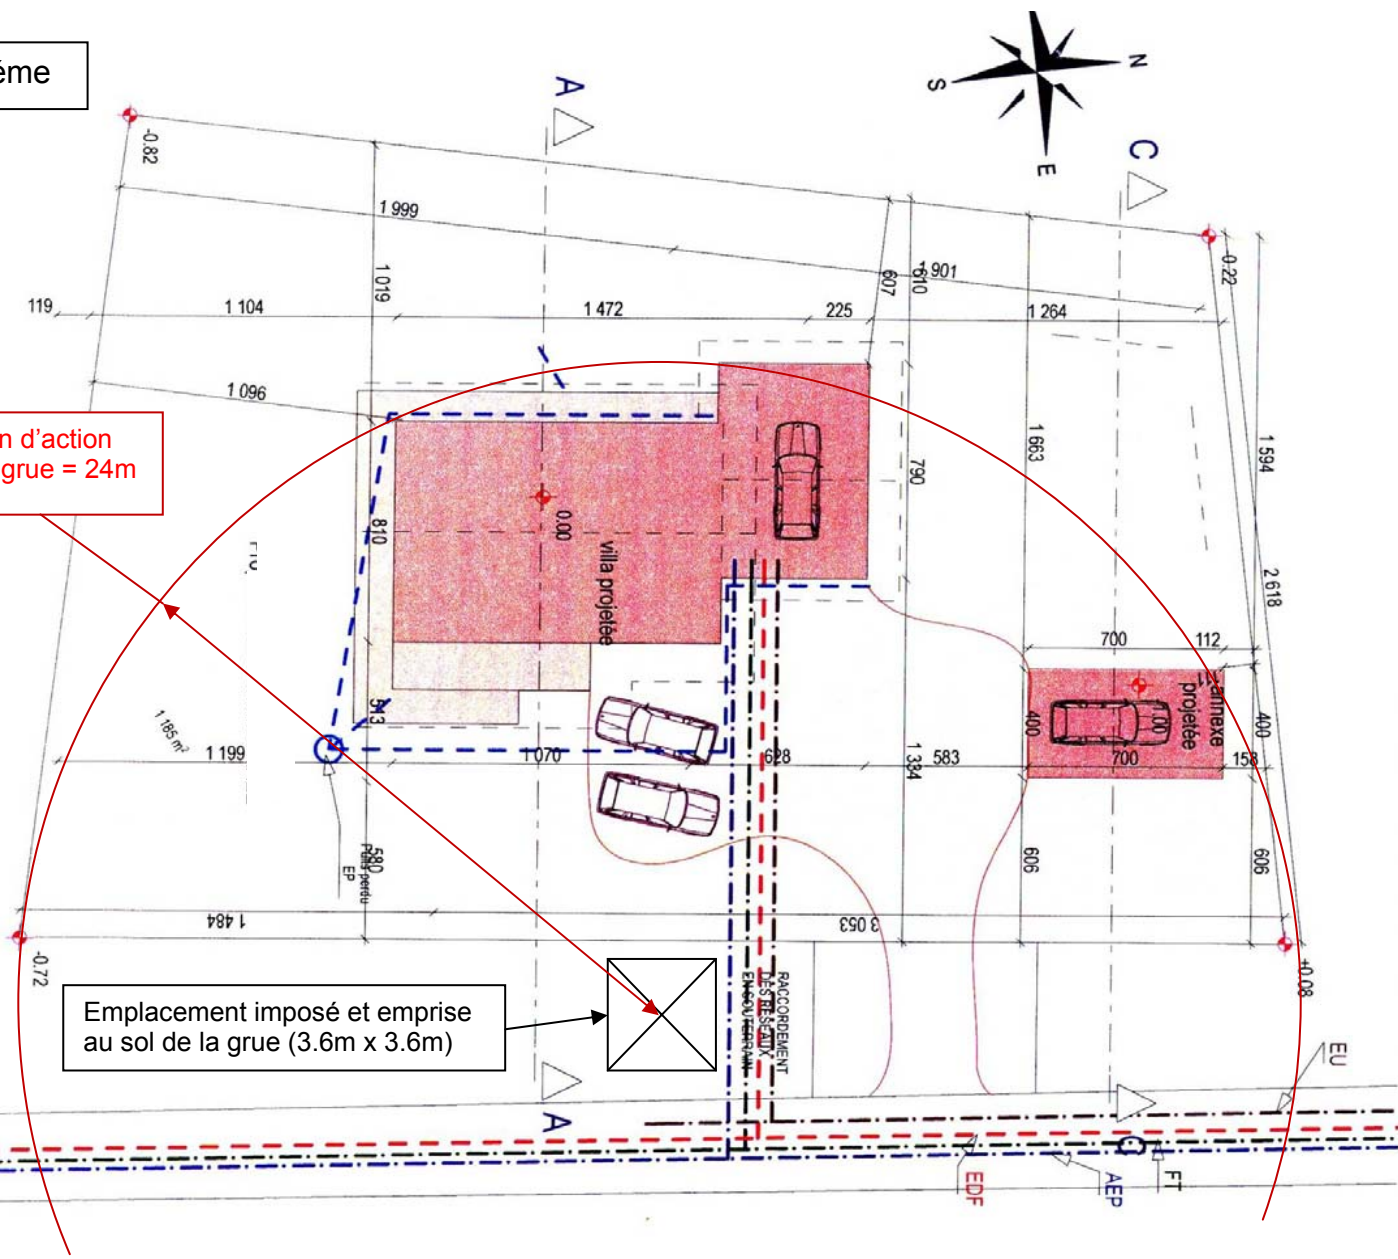 ème
N
S
E
A
C
-0.82
-0.22
1 999
1 901
1 019
607
610
119
1 104
1 472
225
1 264
1 096
n d’action
grue = 24m
1 663
1 594
790
810
0.00
villa projetée
2 618
700
112
annexe
projetée
1.00
400
400
513
1 185 m²
1 199
1 070
628
1 334
583
700
158
580
Puits perdu
EP
606
606
1 484
3 053
-0.72
+0.08
RACCORDEMENT
DES RESEAUX
EN SOUTERRAIN
Emplacement imposé et emprise
au sol de la grue (3.6m x 3.6m)
EU
A
C
EDF
AEP
FT